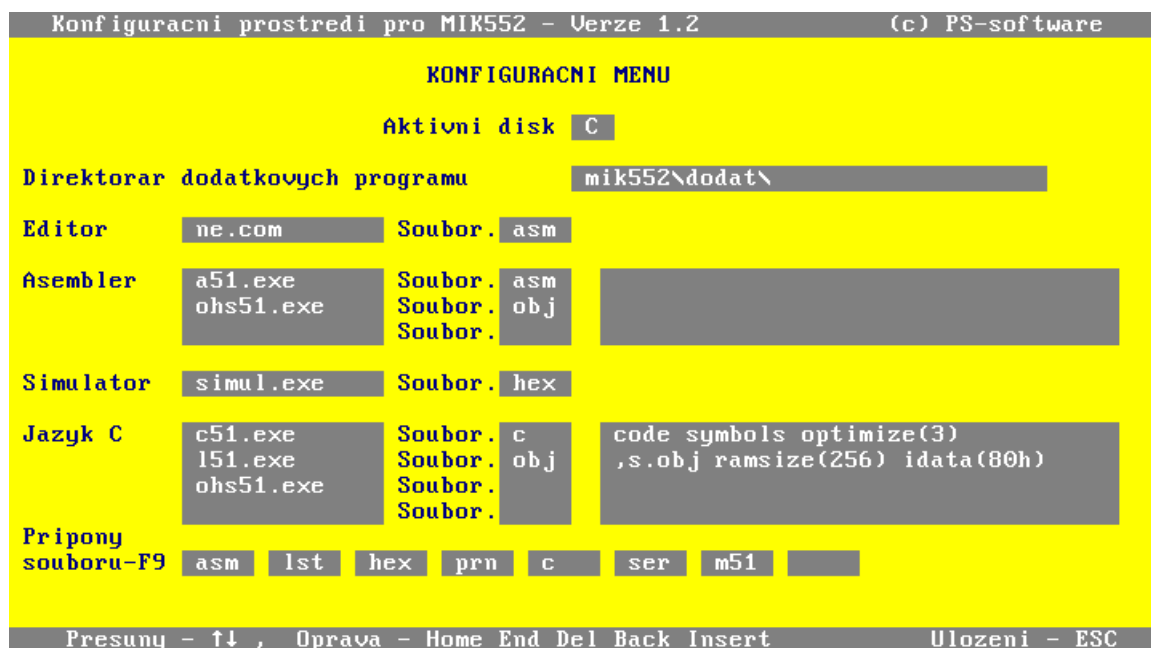 Konfiguracni prostredi pro MIK552 - Verze 1.2 (c) PS-software
KONFIGURACNI MENU
Aktivni disk C
Direktorar dodatkovych programu mik552\dodat\
Editor ne.com Soubor. asm
Asembler a51.exe Soubor. asm
ohs51.exe Soubor. obj
Soubor.
Simulator simul.exe Soubor. hex
Jazyk C c51.exe Soubor. c code symbols optimize(3)
l51.exe Soubor. obj ,s.obj ramsize(256) idata(80h)
ohs51.exe Soubor.
Soubor.
Pripony
souboru-F9 asm lst hex prn c ser m51
Presuny - ↑↓ , Oprava - Home End Del Back Insert Ulozeni - ESC